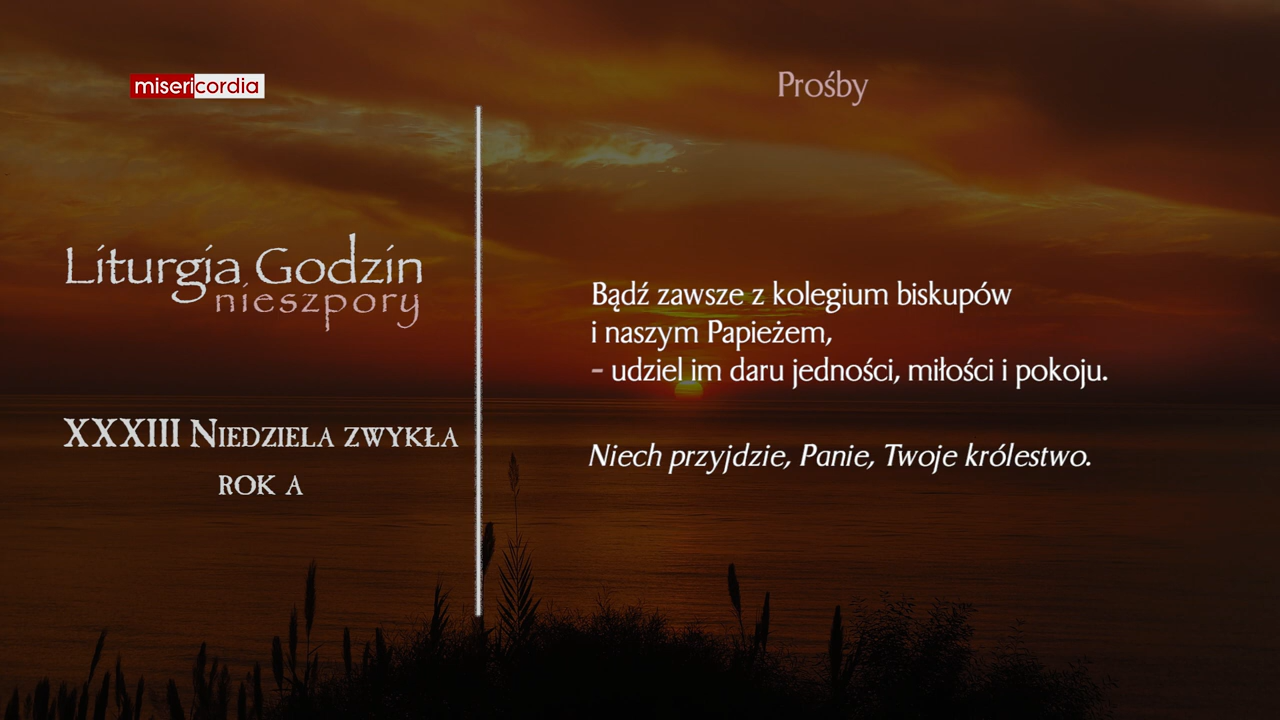 misericordia
Prośby
Liturgia Godzin
nieszpory
XXXIII Niedziela zwykła
rok A
Bądź zawsze z kolegium biskupów
i naszym Papieżem,
- udziel im daru jedności, miłości i pokoju.
Niech przyjdzie, Panie, Twoje królestwo.